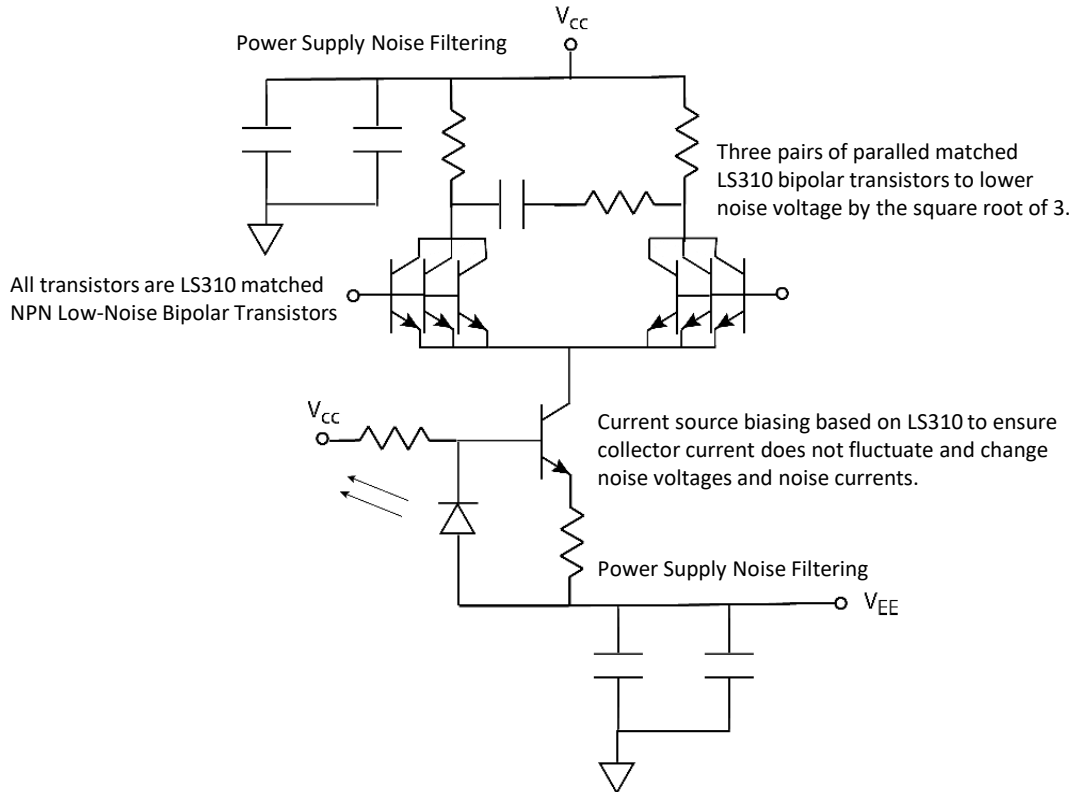 V_CC
Power Supply Noise Filtering
Three pairs of paralled matched
LS310 bipolar transistors to lower
noise voltage by the square root of 3.
All transistors are LS310 matched
NPN Low-Noise Bipolar Transistors
V_CC
Current source biasing based on LS310 to ensure
collector current does not fluctuate and change
noise voltages and noise currents.
Power Supply Noise Filtering
V_EE